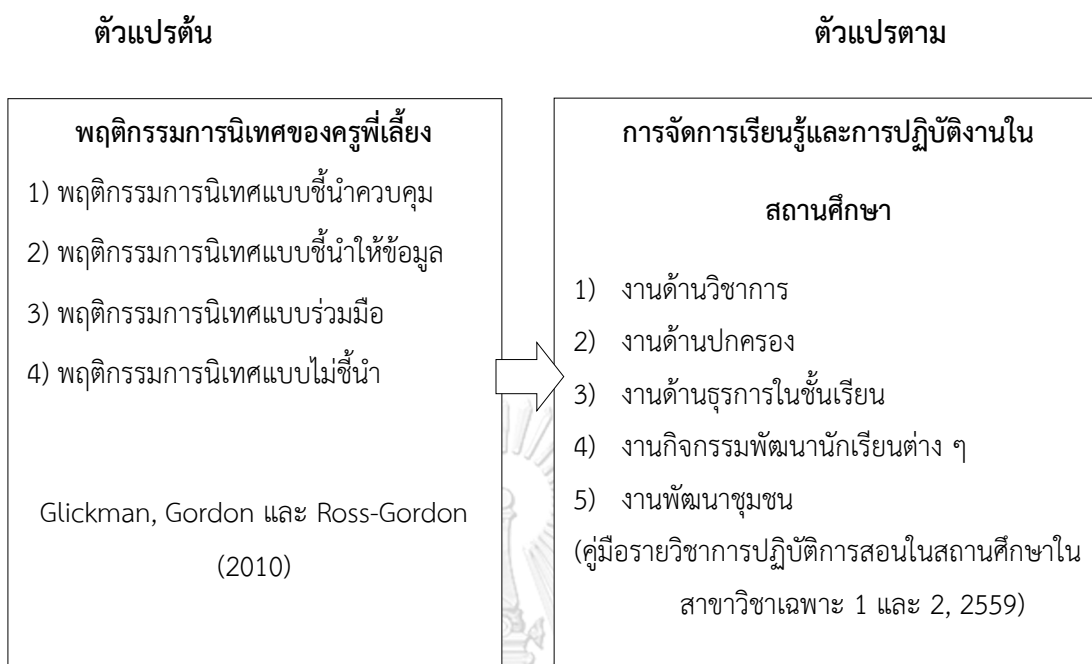 ตัวแปรต้น
ตัวแปรตาม
พฤติกรรมการนิเทศของครูพี่เลี้ยง
1) พฤติกรรมการนิเทศแบบชี้นำควบคุม
2) พฤติกรรมการนิเทศแบบชี้นำให้ข้อมูล
3) พฤติกรรมการนิเทศแบบร่วมมือ
4) พฤติกรรมการนิเทศแบบไม่ชี้นำ
Glickman, Gordon และ Ross-Gordon
(2010)
การจัดการเรียนรู้และการปฏิบัติงานใน
สถานศึกษา
1) งานด้านวิชาการ
2) งานด้านปกครอง
3) งานด้านธุรการในชั้นเรียน
4) งานกิจกรรมพัฒนานักเรียนต่าง ๆ
5) งานพัฒนาชุมชน
(คู่มือรายวิชาการปฏิบัติการสอนในสถานศึกษาใน
สาขาวิชาเฉพาะ 1 และ 2, 2559)